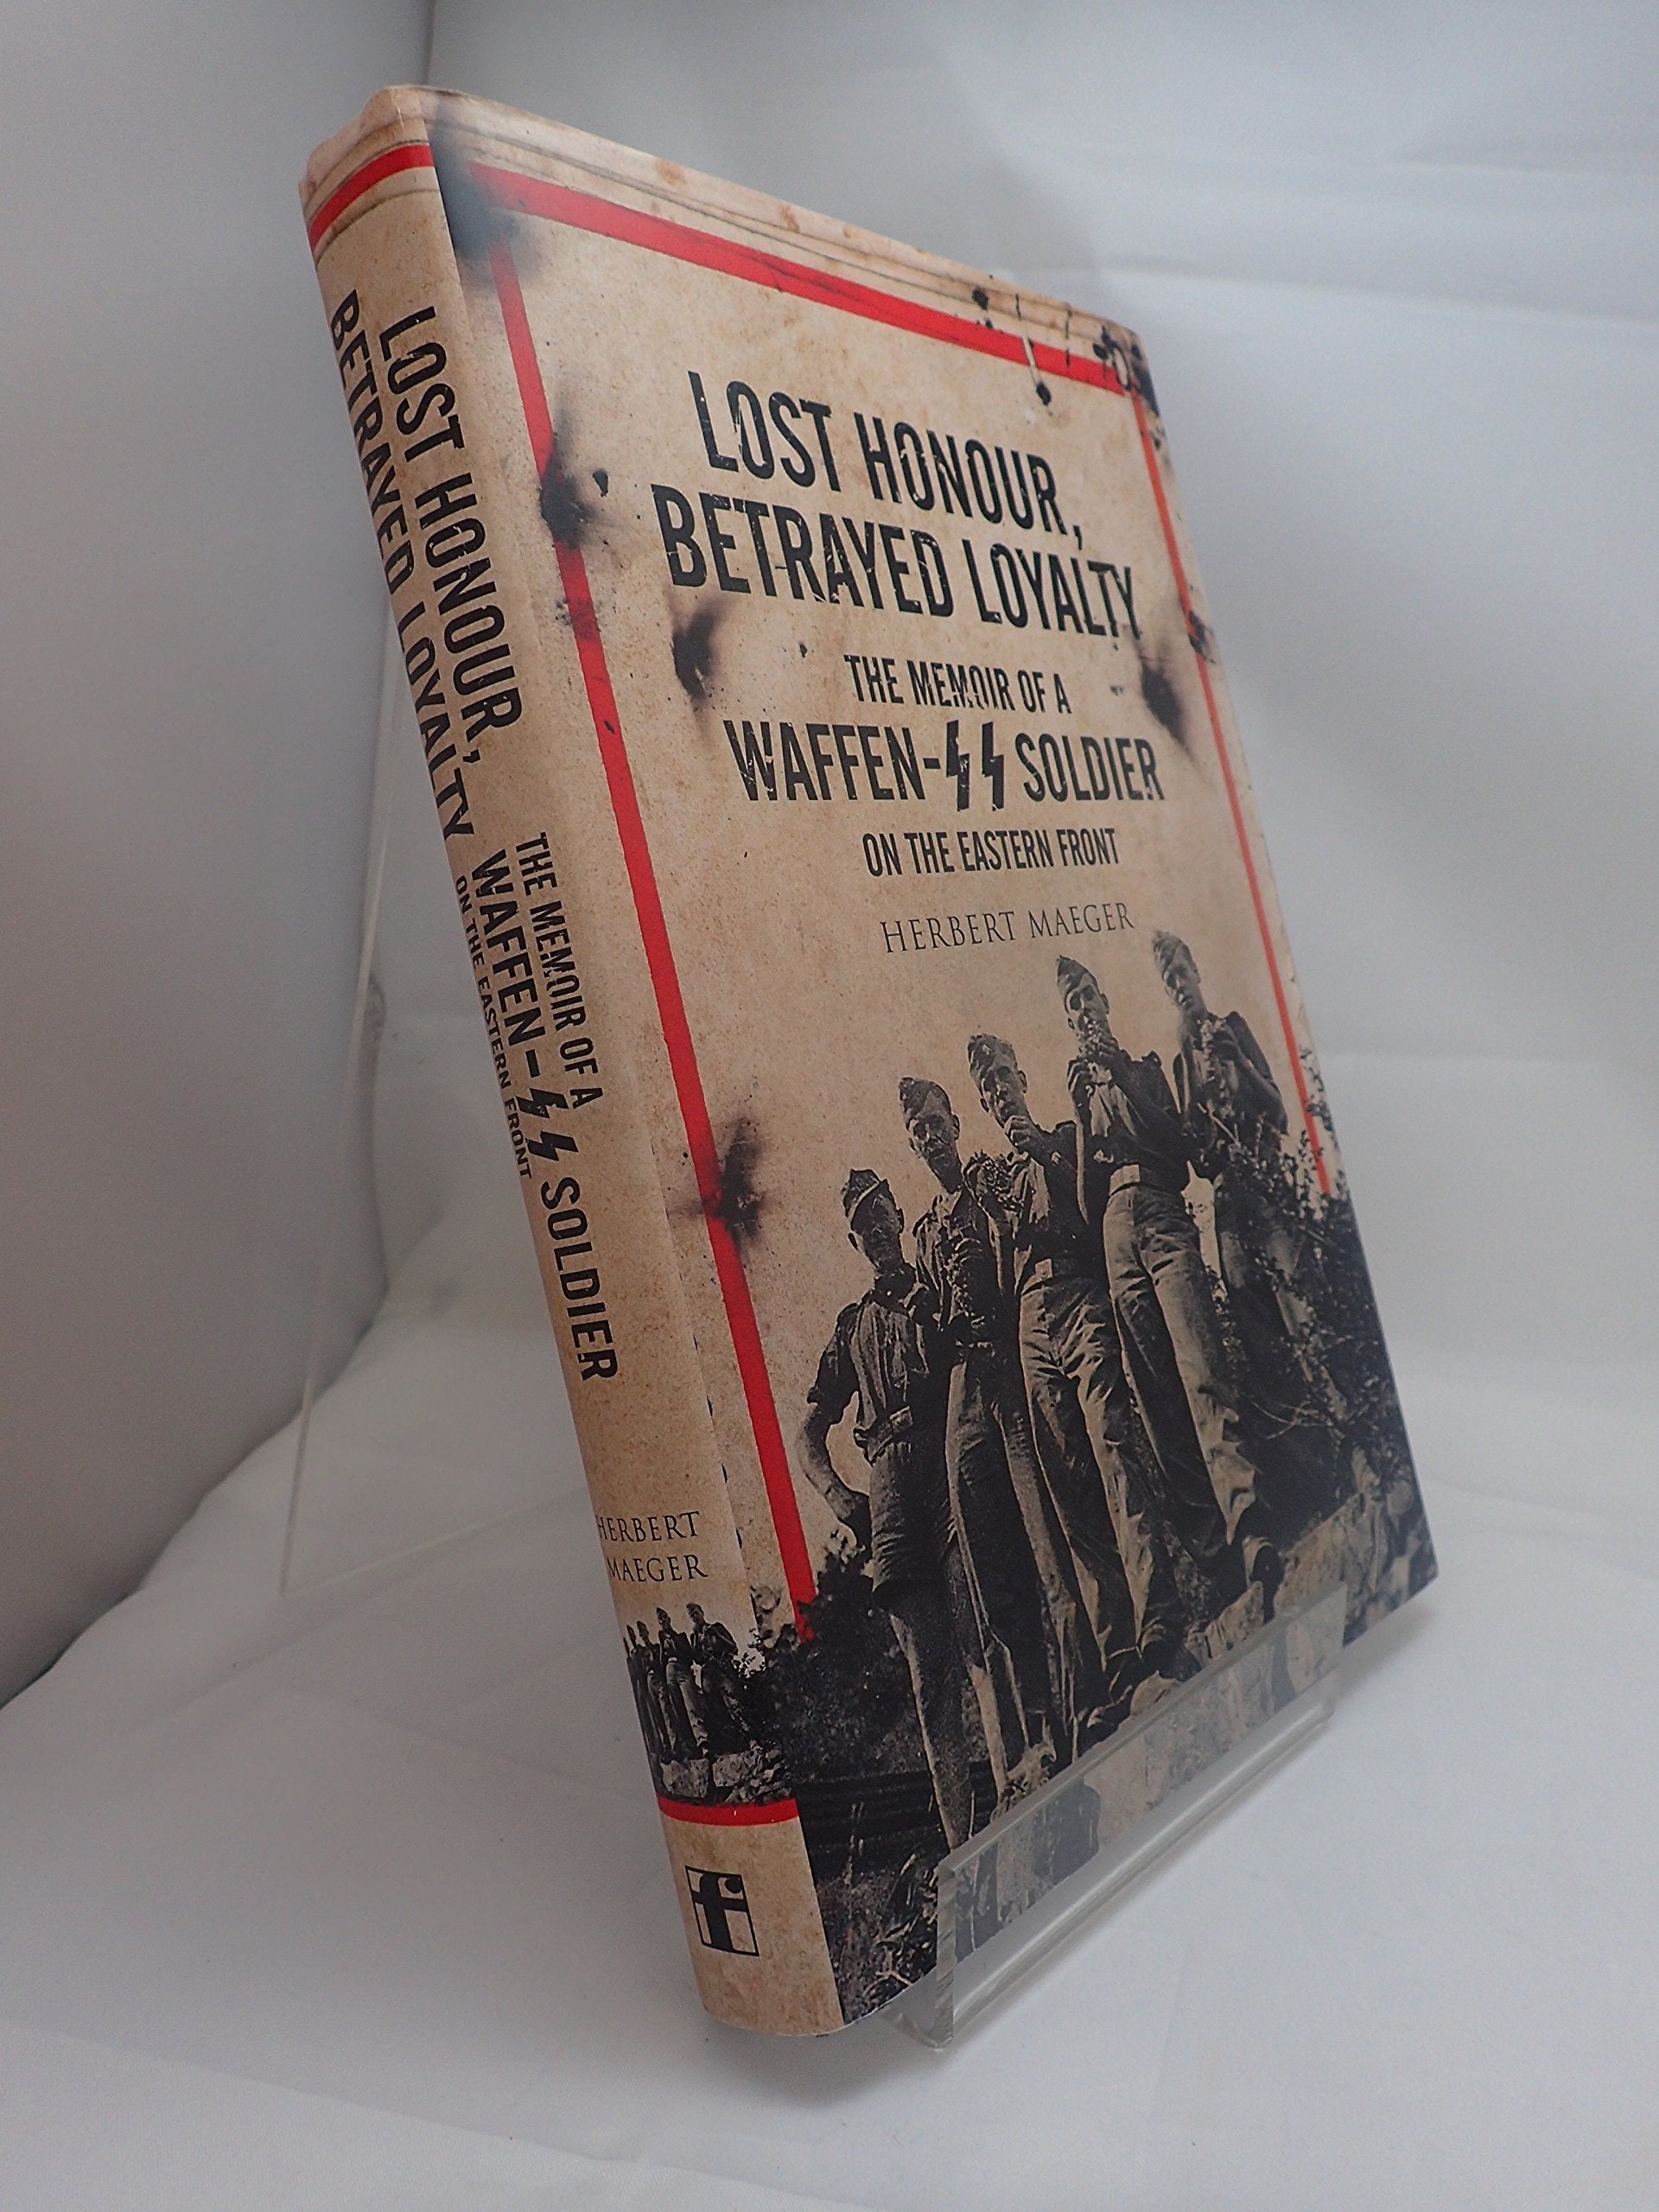 LOST HONOUR,
BETRAYED LOYALTY
THE MEMOIR OF A
WAFFEN-SS SOLDIER
ON THE EASTERN FRONT
HERBERT MAEGER
LOST HONOUR,
BETRAYED LOYALTY
THE MEMOIR OF A
WAFFEN-SS SOLDIER
ON THE EASTERN FRONT
HERBERT
MAEGER
f